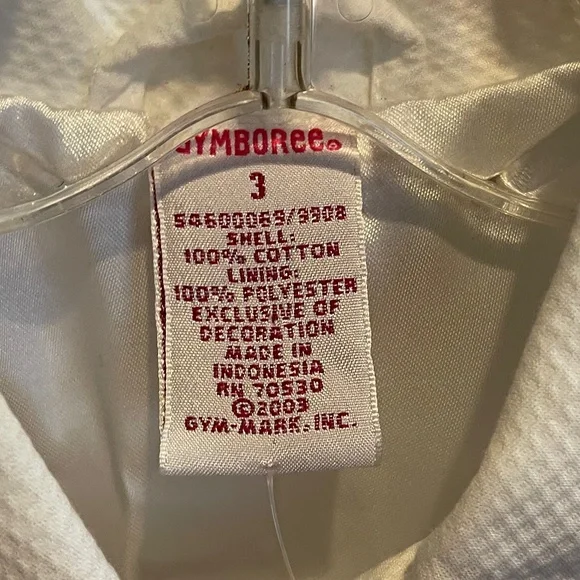 GYMBOREE®
3
54600069/9908
SHELL:
100% COTTON
LINING:
100% POLYESTER
EXCLUSIVE OF
DECORATION
MADE IN
INDONESIA
RN 70530
©2003
GYM-MARK, INC.